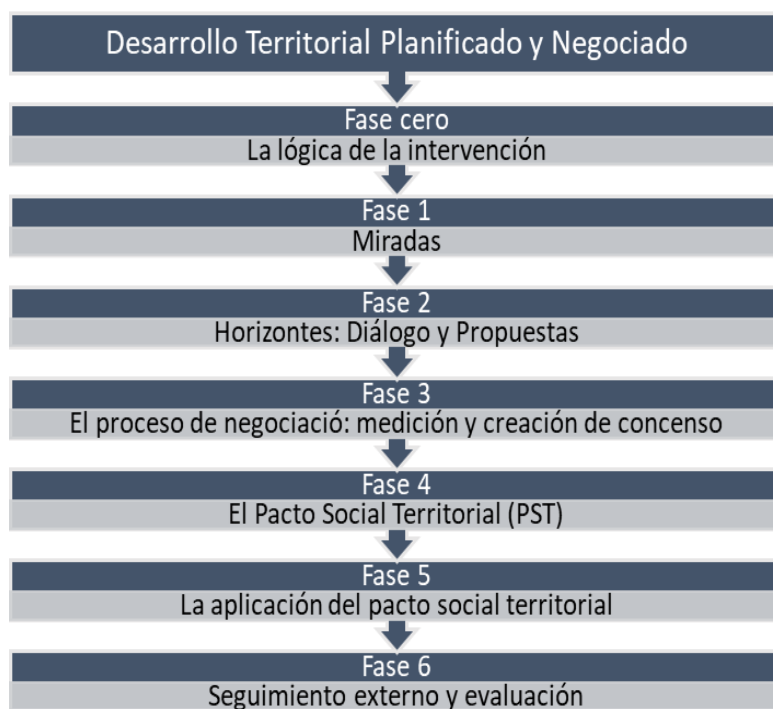 Desarrollo Territorial Planificado y Negociado
Fase cero
La lógica de la intervención
Fase 1
Miradas
Fase 2
Horizontes: Diálogo y Propuestas
Fase 3
El proceso de negociació: medición y creación de concenso
Fase 4
El Pacto Social Territorial (PST)
Fase 5
La aplicación del pacto social territorial
Fase 6
Seguimiento externo y evaluación